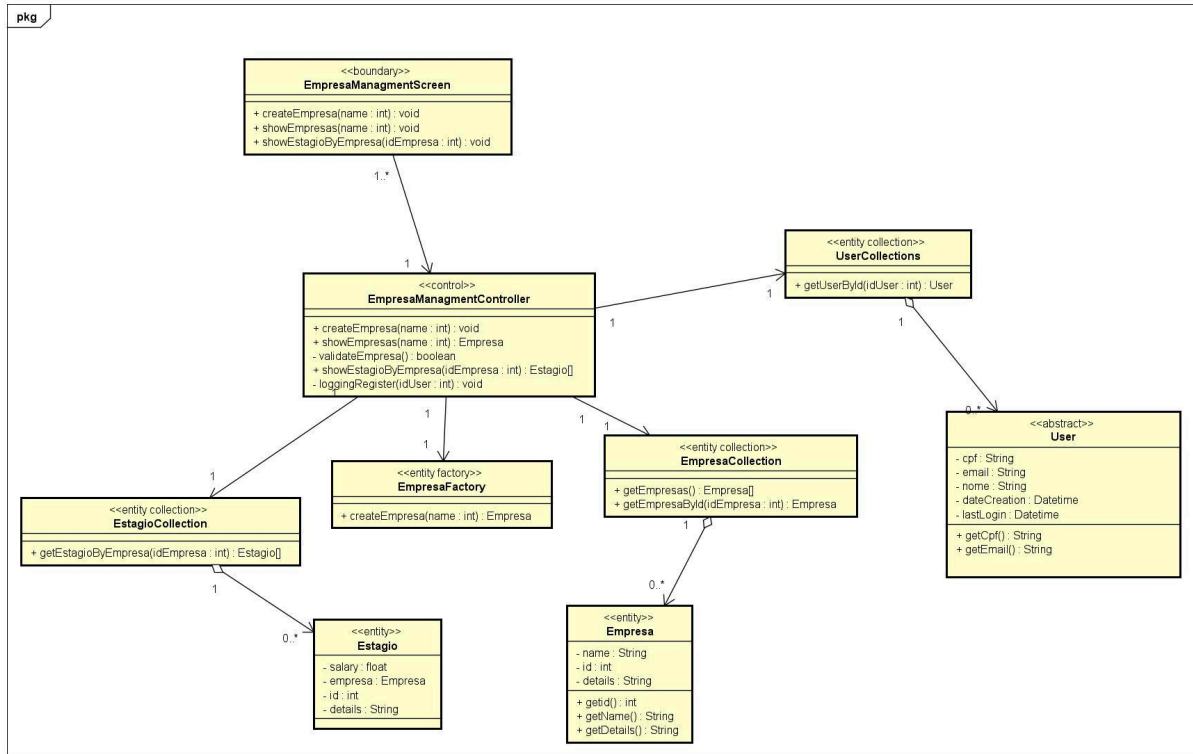 pkg
<<boundary>>
EmpresaManagmentScreen
+ createEmpresa(name : int) : void
+ showEmpresas(name : int) : void
+ showEstagioByEmpresa(idEmpresa : int) : void
1..*
1
<<control>>
EmpresaManagmentController
+ createEmpresa(name : int) : void
+ showEmpresas(name : int) : Empresa
- validateEmpresa() : boolean
+ showEstagioByEmpresa(idEmpresa : int) : Estagio[]
- loggingRegister(idUser : int) : void
1
1
<<entity collection>>
UserCollections
+ getUserById(idUser : int) : User
1
0..*
<<abstract>>
User
- cpf : String
- email : String
- nome : String
- dateCreation : Datetime
- lastLogin : Datetime
+ getCpf() : String
+ getEmail() : String
1
1
1
1
1
1
<<entity collection>>
EstagioCollection
+ getEstagioByEmpresa(idEmpresa : int) : Estagio[]
1
0..*
<<entity factory>>
EmpresaFactory
+ createEmpresa(name : int) : Empresa
<<entity collection>>
EmpresaCollection
+ getEmpresas() : Empresa[]
+ getEmpresaById(idEmpresa : int) : Empresa
1
0..*
<<entity>>
Estagio
- salary : float
- empresa : Empresa
- id : int
- details : String
<<entity>>
Empresa
- name : String
- id : int
- details : String
+ getid() : int
+ getName() : String
+ getDetails() : String